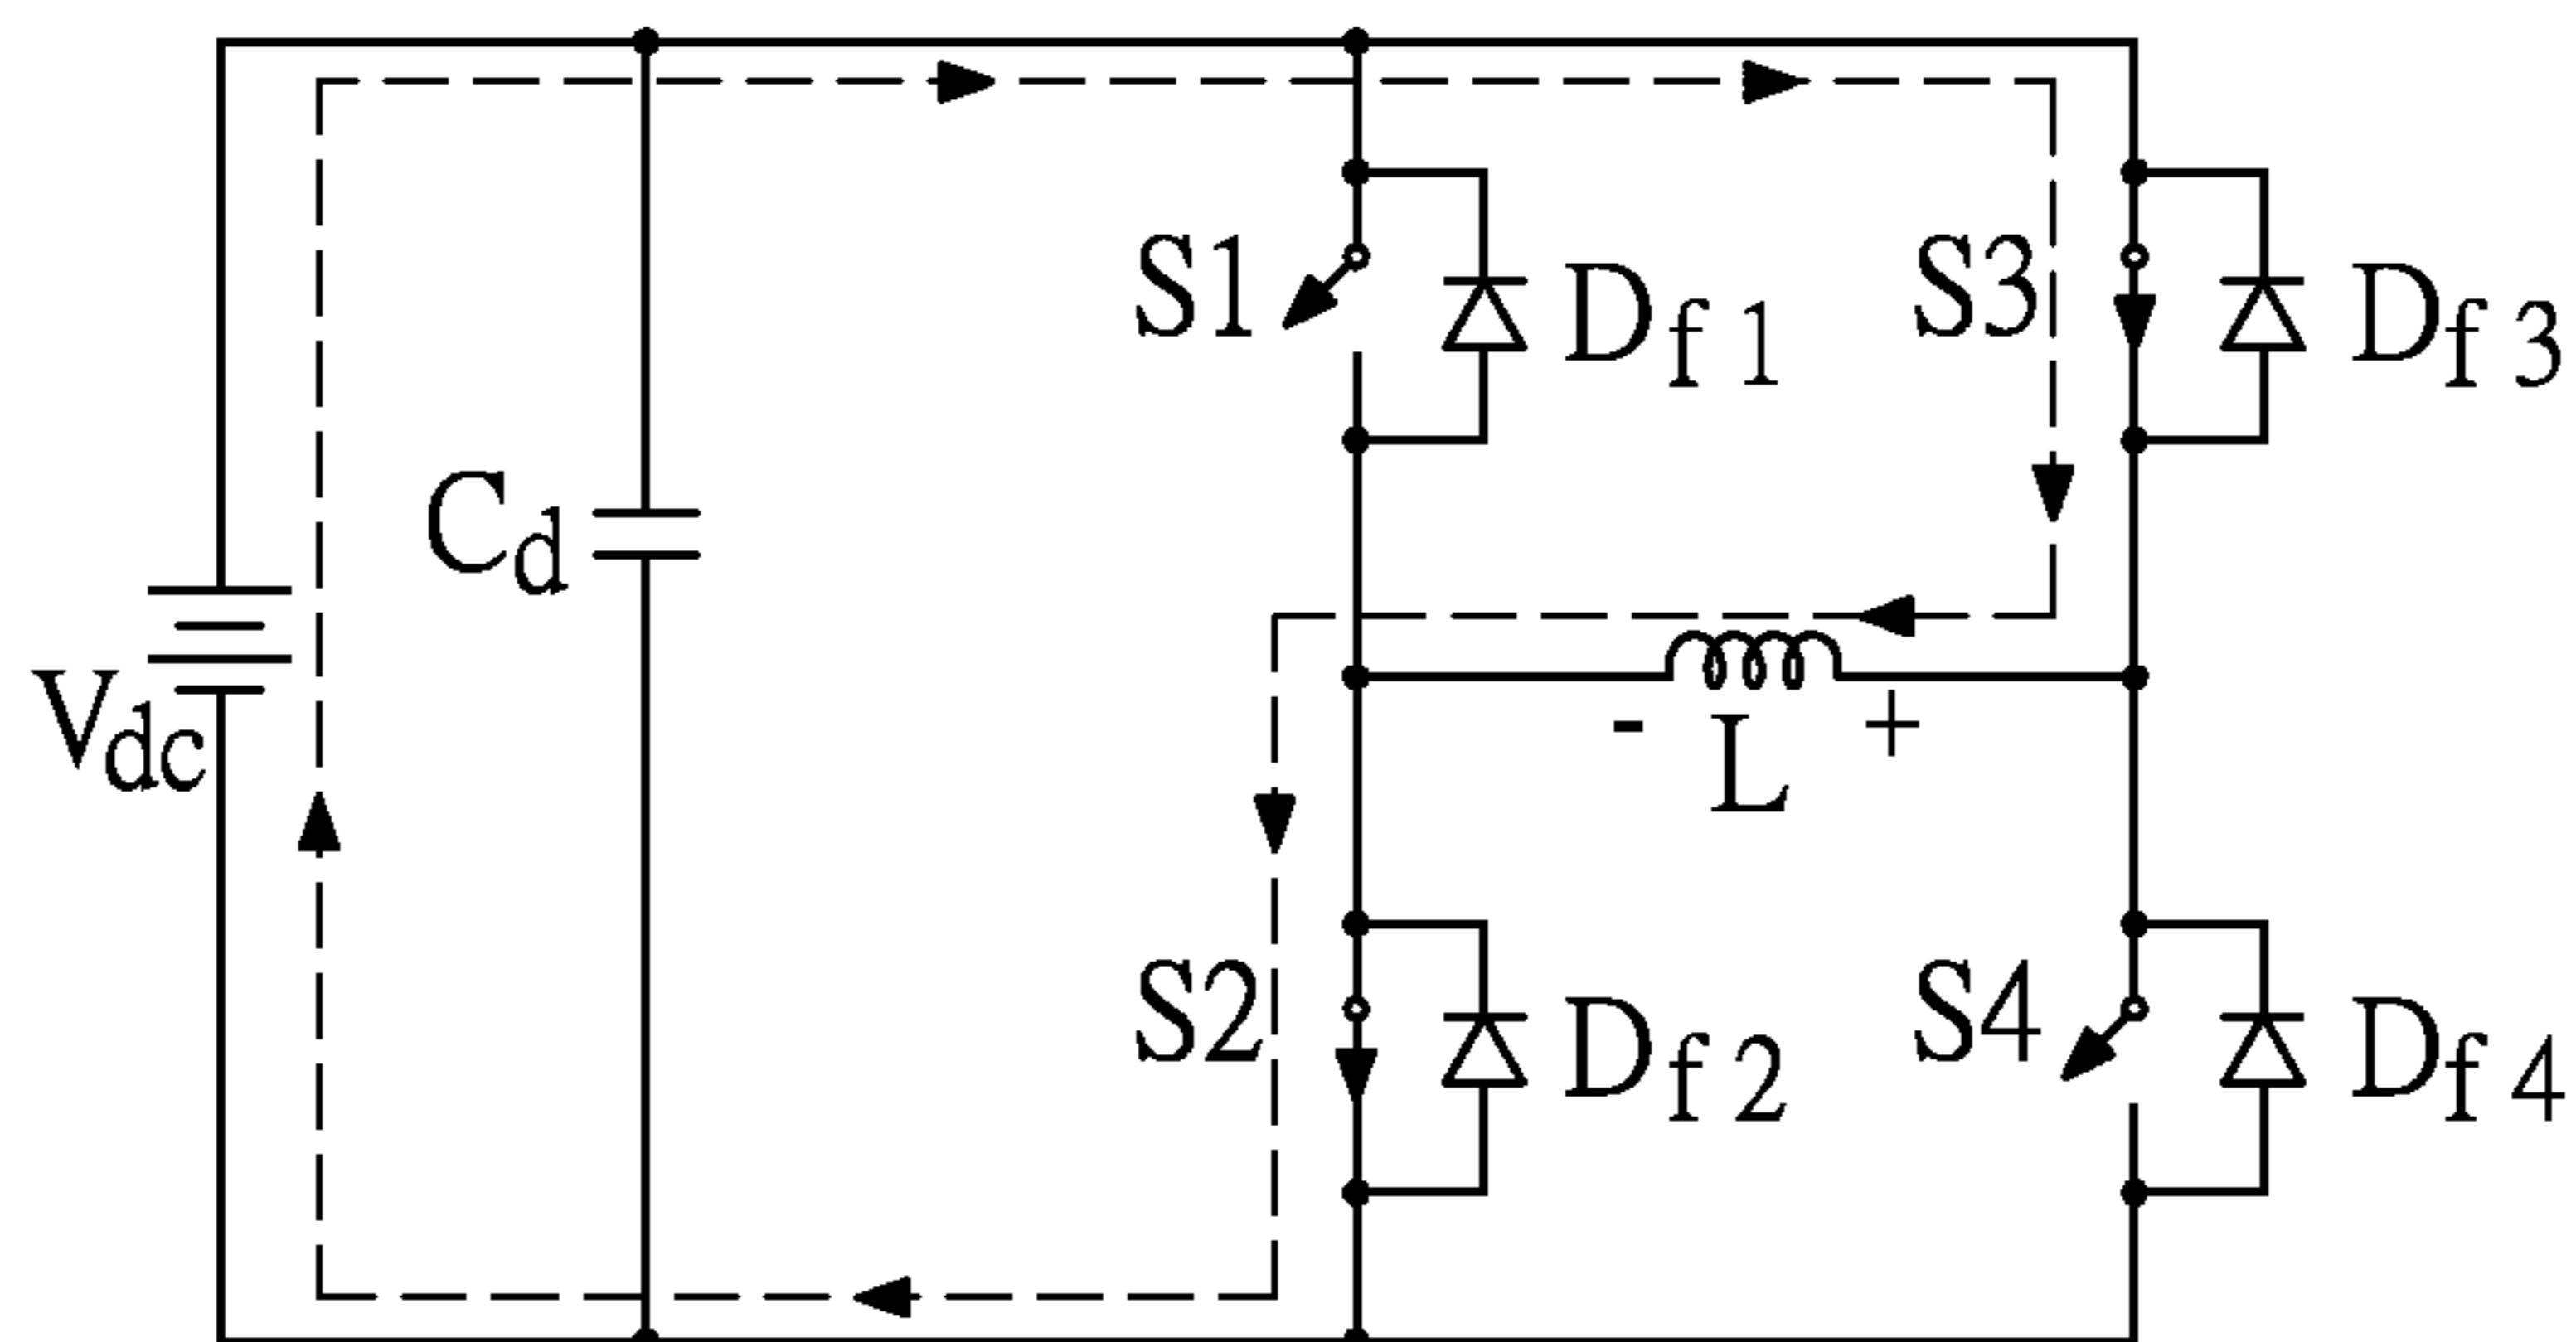 S1
Df1
S3
Df3
Cd
Vdc
- L +
S2
Df2
S4
Df4